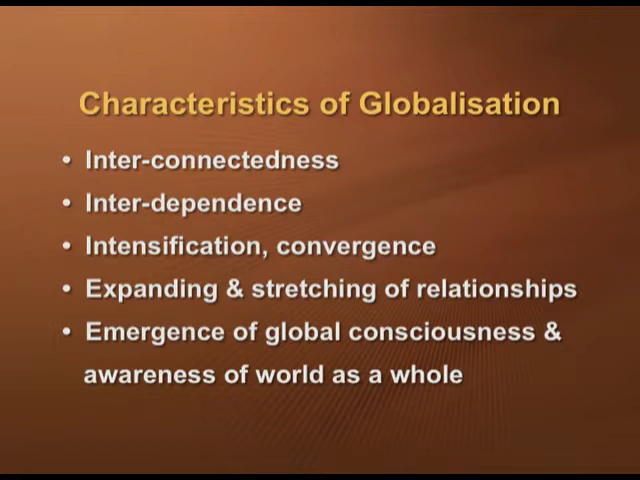 Characteristics of Globalisation
• Inter-connectedness
• Inter-dependence
• Intensification, convergence
• Expanding & stretching of relationships
• Emergence of global consciousness &
awareness of world as a whole